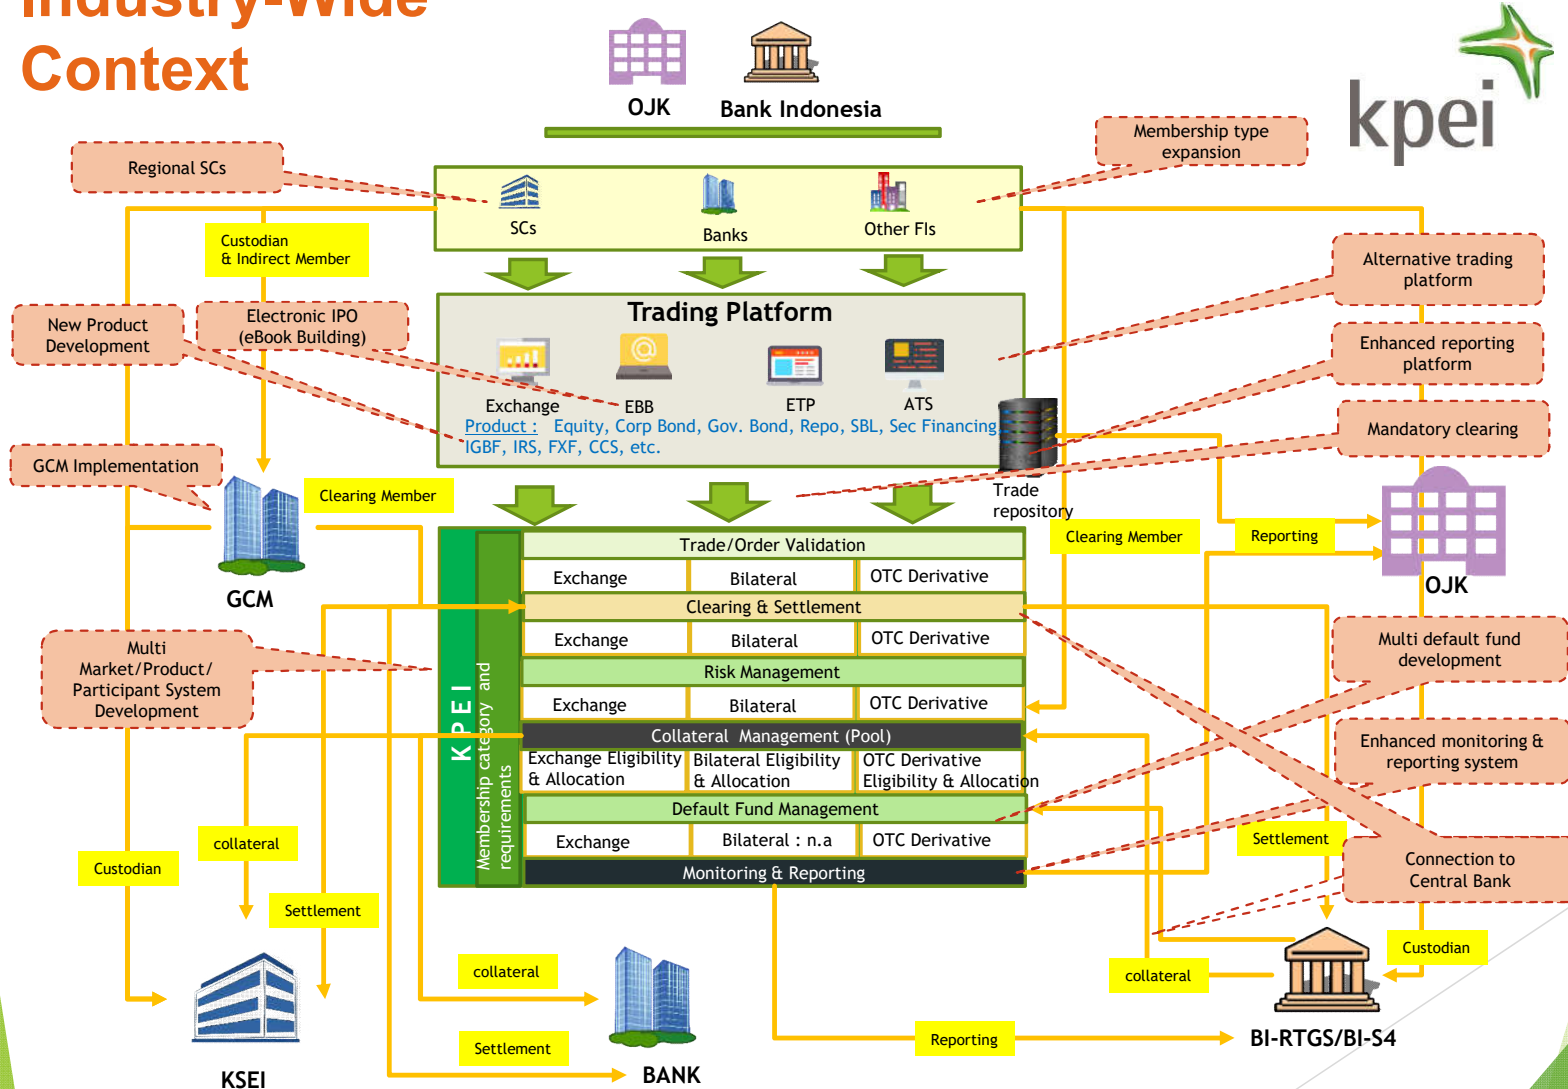 Industry-Wide
Context
OJK
Bank Indonesia
kpei
Membership type
expansion
Regional SCs
SCs
Banks
Other FIs
Custodian
& Indirect Member
Alternative trading
platform
New Product
Development
Electronic IPO
(eBook Building)
Trading Platform
Enhanced reporting
platform
Exchange
EBB
ETP
ATS
Product : Equity, Corp Bond, Gov. Bond, Repo, SBL, Sec Financing,
IGBF, IRS, FXF, CCS, etc.
Mandatory clearing
GCM Implementation
Clearing Member
Trade
repository
Clearing Member
Reporting
GCM
OJK
KPEI
Membership category and
requirements
Trade/Order Validation
Exchange
Bilateral
OTC Derivative
Clearing & Settlement
Exchange
Bilateral
OTC Derivative
Risk Management
Exchange
Bilateral
OTC Derivative
Collateral Management (Pool)
Exchange Eligibility
& Allocation
Bilateral Eligibility
& Allocation
OTC Derivative
Eligibility & Allocation
Default Fund Management
Exchange
Bilateral : n.a
OTC Derivative
Monitoring & Reporting
Multi
Market/Product/
Participant System
Development
Multi default fund
development
Enhanced monitoring &
reporting system
collateral
Custodian
Settlement
Settlement
Connection to
Central Bank
collateral
collateral
Custodian
Settlement
Reporting
KSEI
BANK
BI-RTGS/BI-S4